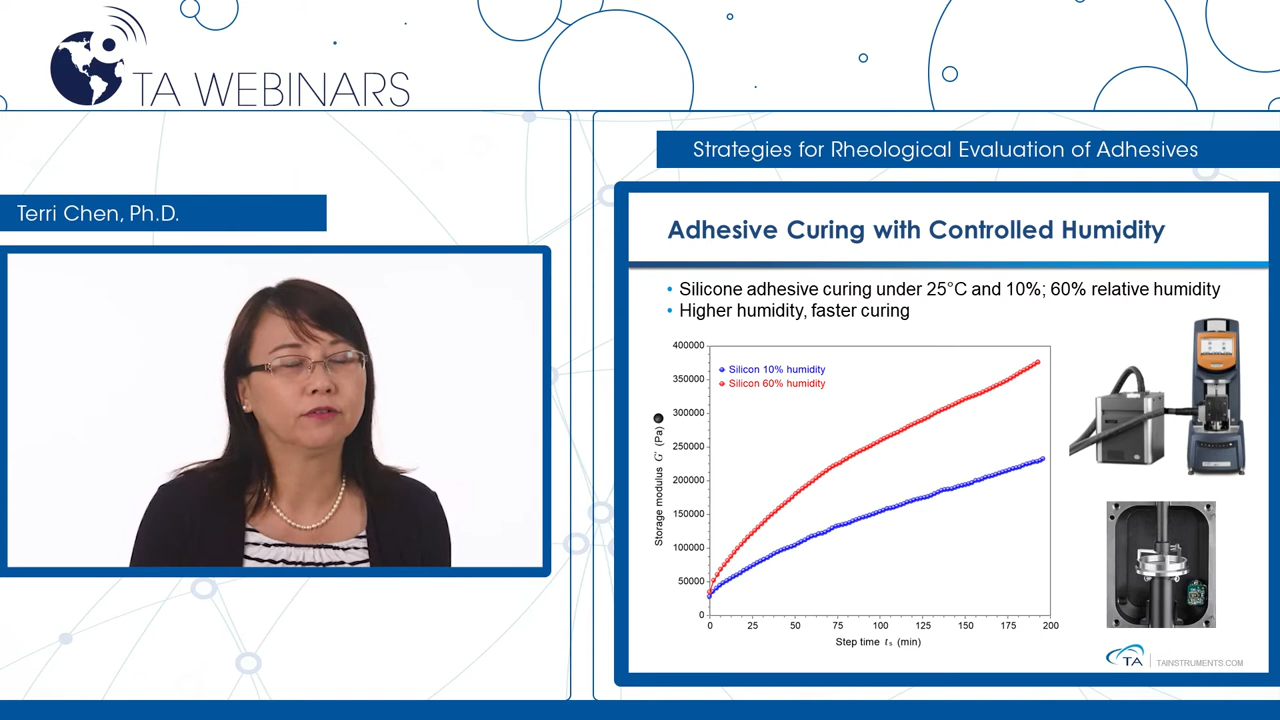 TA WEBINARS
Strategies for Rheological Evaluation of Adhesives
Terri Chen, Ph.D.
Adhesive Curing with Controlled Humidity
• Silicone adhesive curing under 25°C and 10%; 60% relative humidity
• Higher humidity, faster curing
400000
350000
300000
250000
200000
150000
100000
50000
0
Storage modulus G' (Pa)
Silicon 10% humidity
Silicon 60% humidity
0 25 50 75 100 125 150 175 200
Step time ts (min)
TA TAINSTRUMENTS.COM